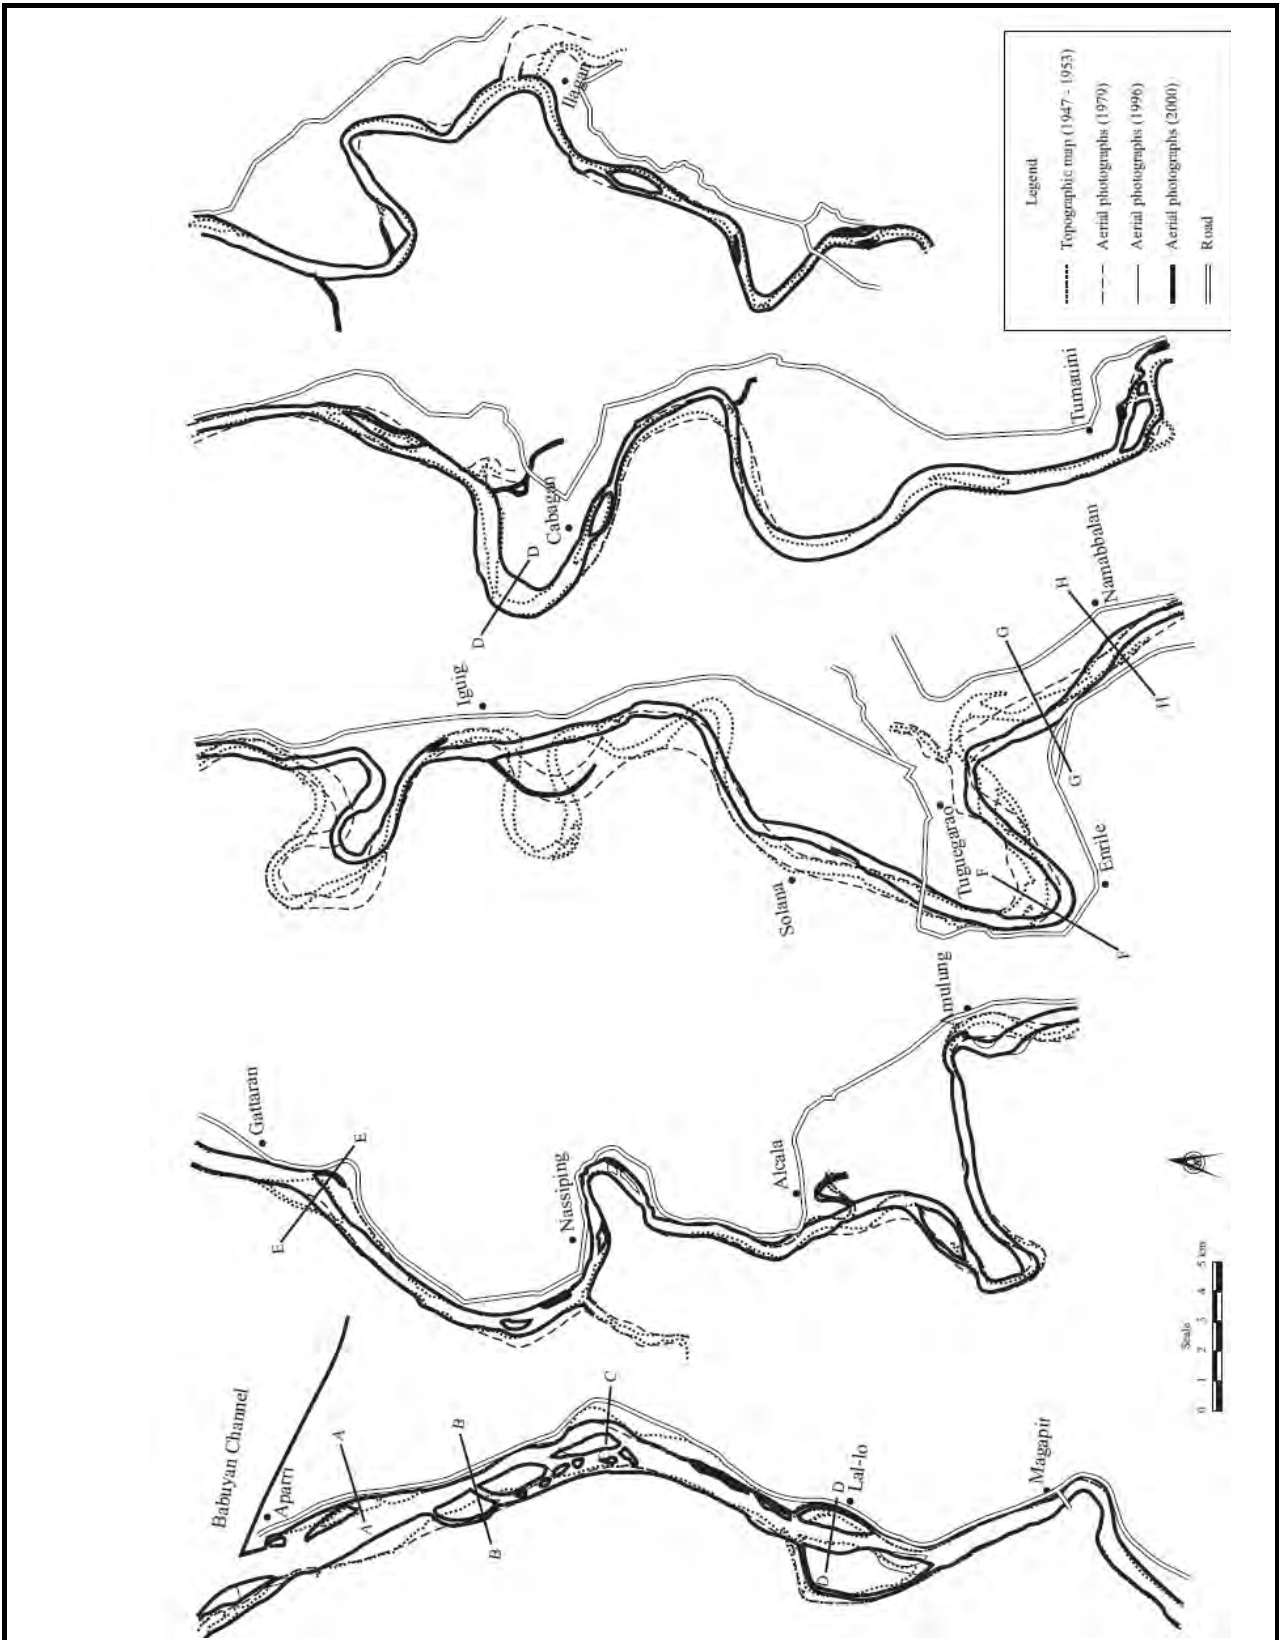 Legend
Topographic map (1947 - 1953)
Aerial photographs (1979)
Aerial photographs (1996)
Aerial photographs (2000)
Road
Ilagan
Tumauini
Cabagan
D
D
Namabbalan
H
H
G
G
Iguig
Tuguegarao
F
F
Enrile
Solana
mulung
Gattaran
E
E
Nassiping
Alcala
Babuyan Channel
Aparri
A
A
B
B
C
Lal-lo
D
D
Magapit
Scale
0 1 2 3 4 5 km